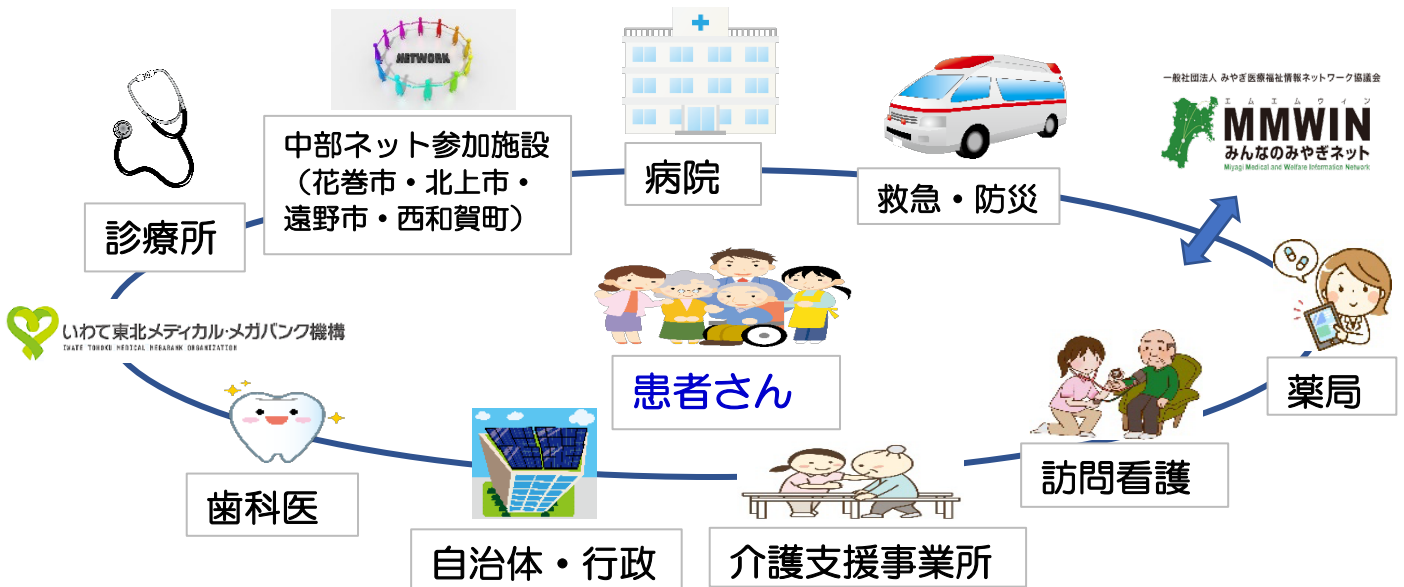 NETWORK
一般社団法人 みやぎ医療福祉情報ネットワーク協議会
エムエムウィン
MMWIN
みんなのみやぎネット
Miyagi Medical and Welfare Information Network
中部ネット参加施設
（花巻市・北上市・
遠野市・西和賀町）
病院
救急・防災
診療所
いわて東北メディカル・メガバンク機構
IWATE TOHOKU MEDICAL MEGABANK ORGANIZATION
患者さん
薬局
訪問看護
歯科医
自治体・行政
介護支援事業所